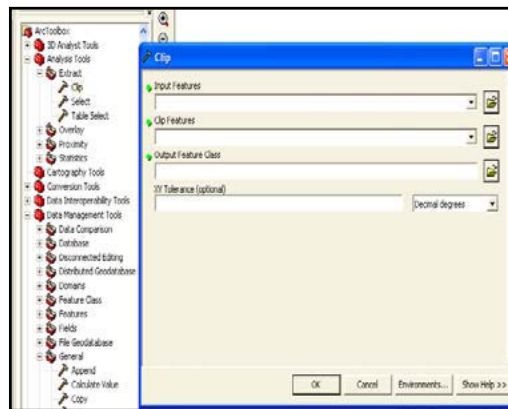 ArcToolbox
3D Analyst Tools
Analysis Tools
Extract
Clip
Select
Table Select
Overlay
Proximity
Statistics
Cartography Tools
Conversion Tools
Data Interoperability Tools
Data Management Tools
Data Comparison
Database
Disconnected Editing
Distributed Geodatabase
Domains
Feature Class
Features
Fields
File Geodatabase
General
Append
Calculate Value
Copy
Clip
Input Features
Clip Features
Output Feature Class
XY Tolerance (optional)
Decimal degrees
OK
Cancel
Environments...
Show Help >>